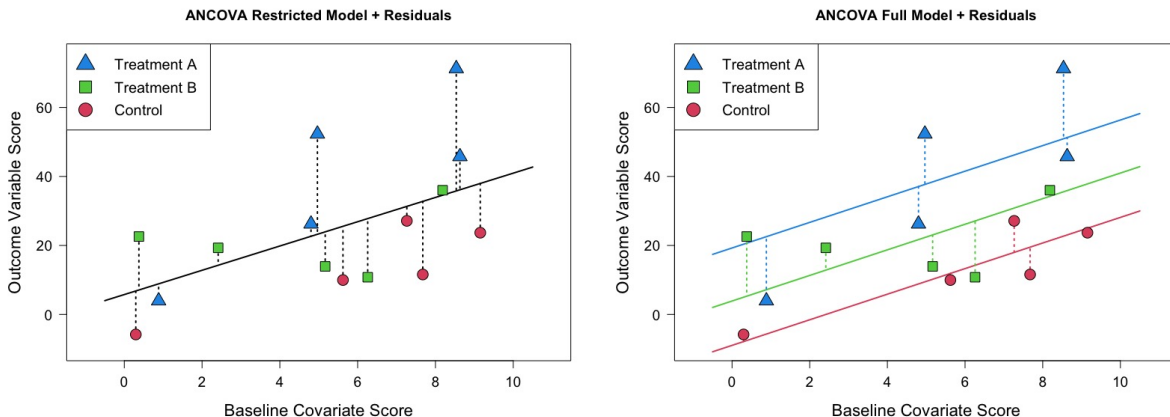 ANCOVA Restricted Model + Residuals
Treatment A
Treatment B
Control
Outcome Variable Score
60
40
20
0
0 2 4 6 8 10
Baseline Covariate Score
ANCOVA Full Model + Residuals
Treatment A
Treatment B
Control
Outcome Variable Score
60
40
20
0
0 2 4 6 8 10
Baseline Covariate Score